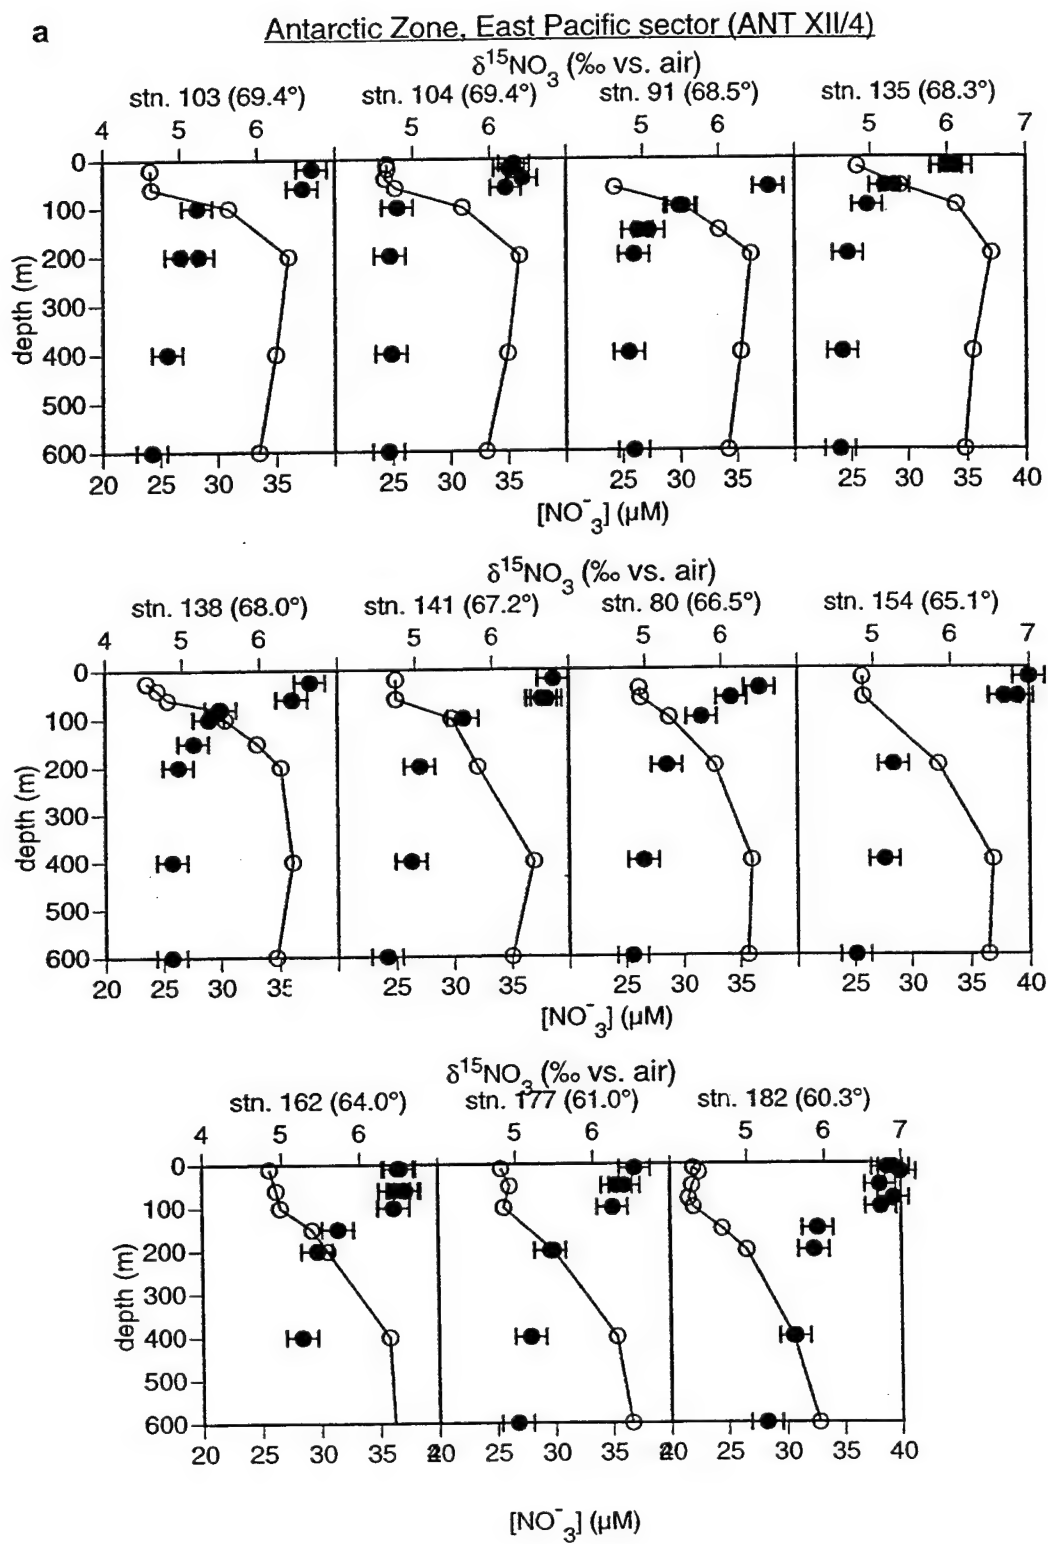 a
Antarctic Zone, East Pacific sector (ANT XII/4)
δ¹⁵NO₃ (‰ vs. air)
stn. 103 (69.4°) stn. 104 (69.4°) stn. 91 (68.5°) stn. 135 (68.3°)
4 5 6 5 6 5 6 5 6 7
0
100
200
300
400
500
600
depth (m)
20 25 30 35 25 30 35 25 30 35 25 30 35 40
[NO⁻₃] (µM)
δ¹⁵NO₃ (‰ vs. air)
stn. 138 (68.0°) stn. 141 (67.2°) stn. 80 (66.5°) stn. 154 (65.1°)
4 5 6 5 6 5 6 5 6 7
0
100
200
300
400
500
600
depth (m)
20 25 30 35 25 30 35 25 30 35 25 30 35 40
[NO⁻₃] (µM)
δ¹⁵NO₃ (‰ vs. air)
stn. 162 (64.0°) stn. 177 (61.0°) stn. 182 (60.3°)
4 5 6 5 6 5 6 7
0
100
200
300
400
500
600
depth (m)
20 25 30 35 20 25 30 35 20 25 30 35 40
[NO⁻₃] (µM)